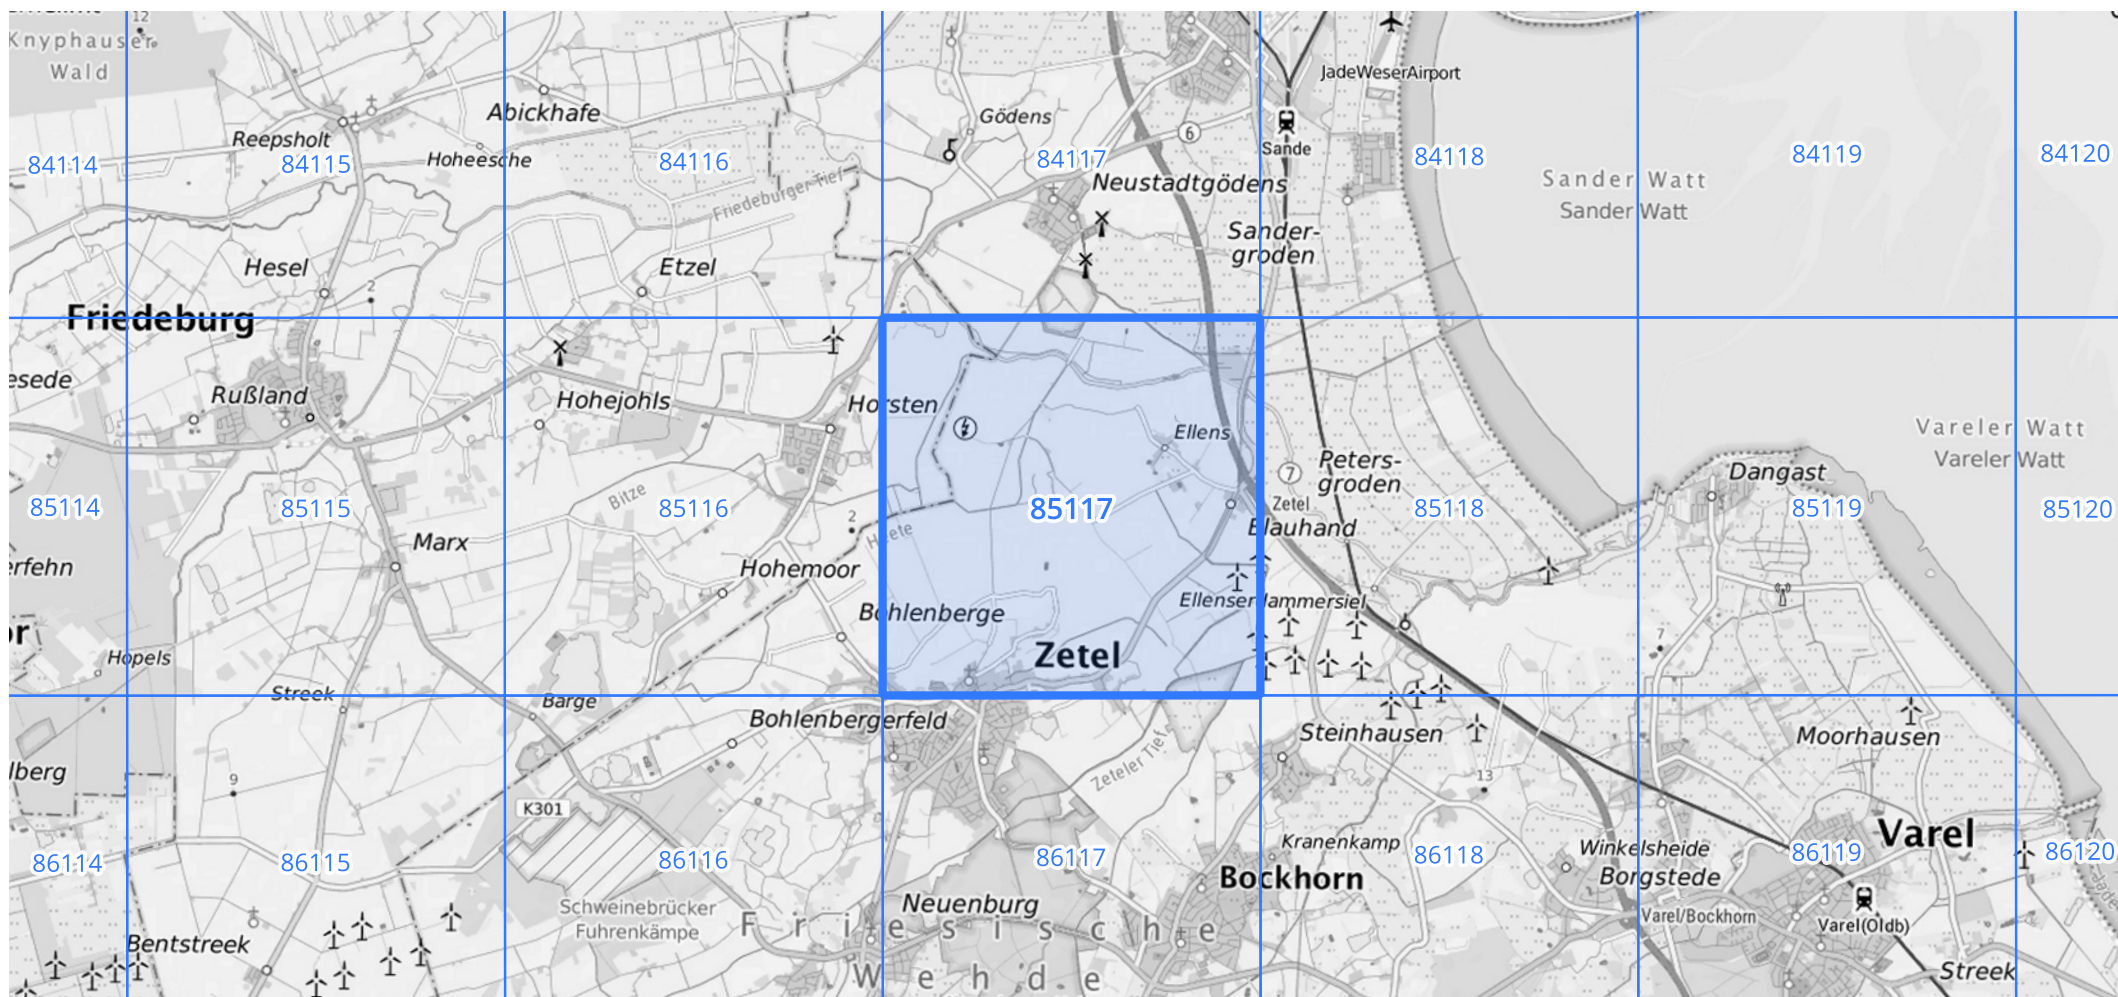 12
Knyphauser
Wald
JadeWeserAirport
Abickhafe
Gödens
Reepsholt
Hoheesche
6
Sande
84114
84115
84116
84117
84118
84119
84120
Neustadtgödens
Friedeburger Tief
Sander Watt
Sander Watt
Sander-
groden
Hesel
Etzel
2
Friedeburg
esede
Rußland
Hohejohls
Horsten
Ellens
Vareler Watt
Vareler Watt
7
Peters-
groden
Dangast
Bitze
85114
85115
85116
85117
Zetel
85118
85119
85120
2
Heete
Blauhand
Marx
erfehn
Hohemoor
Bohlenberge
Ellenserdammersiel
or
Zetel
7
Hopels
Streek
Barge
Bohlenbergerfeld
Steinhausen
Moorhausen
Zeteler Tief
lberg
9
13
K301
Varel
Kranenkamp
Winkelsheide
86114
86115
86116
86117
86118
86119
86120
Bockhorn
Borgstede
Schweinebrücker
Fuhrenkämpe
Neuenburg
Friesische
Wehde
Varel/Bockhorn
Varel(Oldb)
Bentstreek
Streek